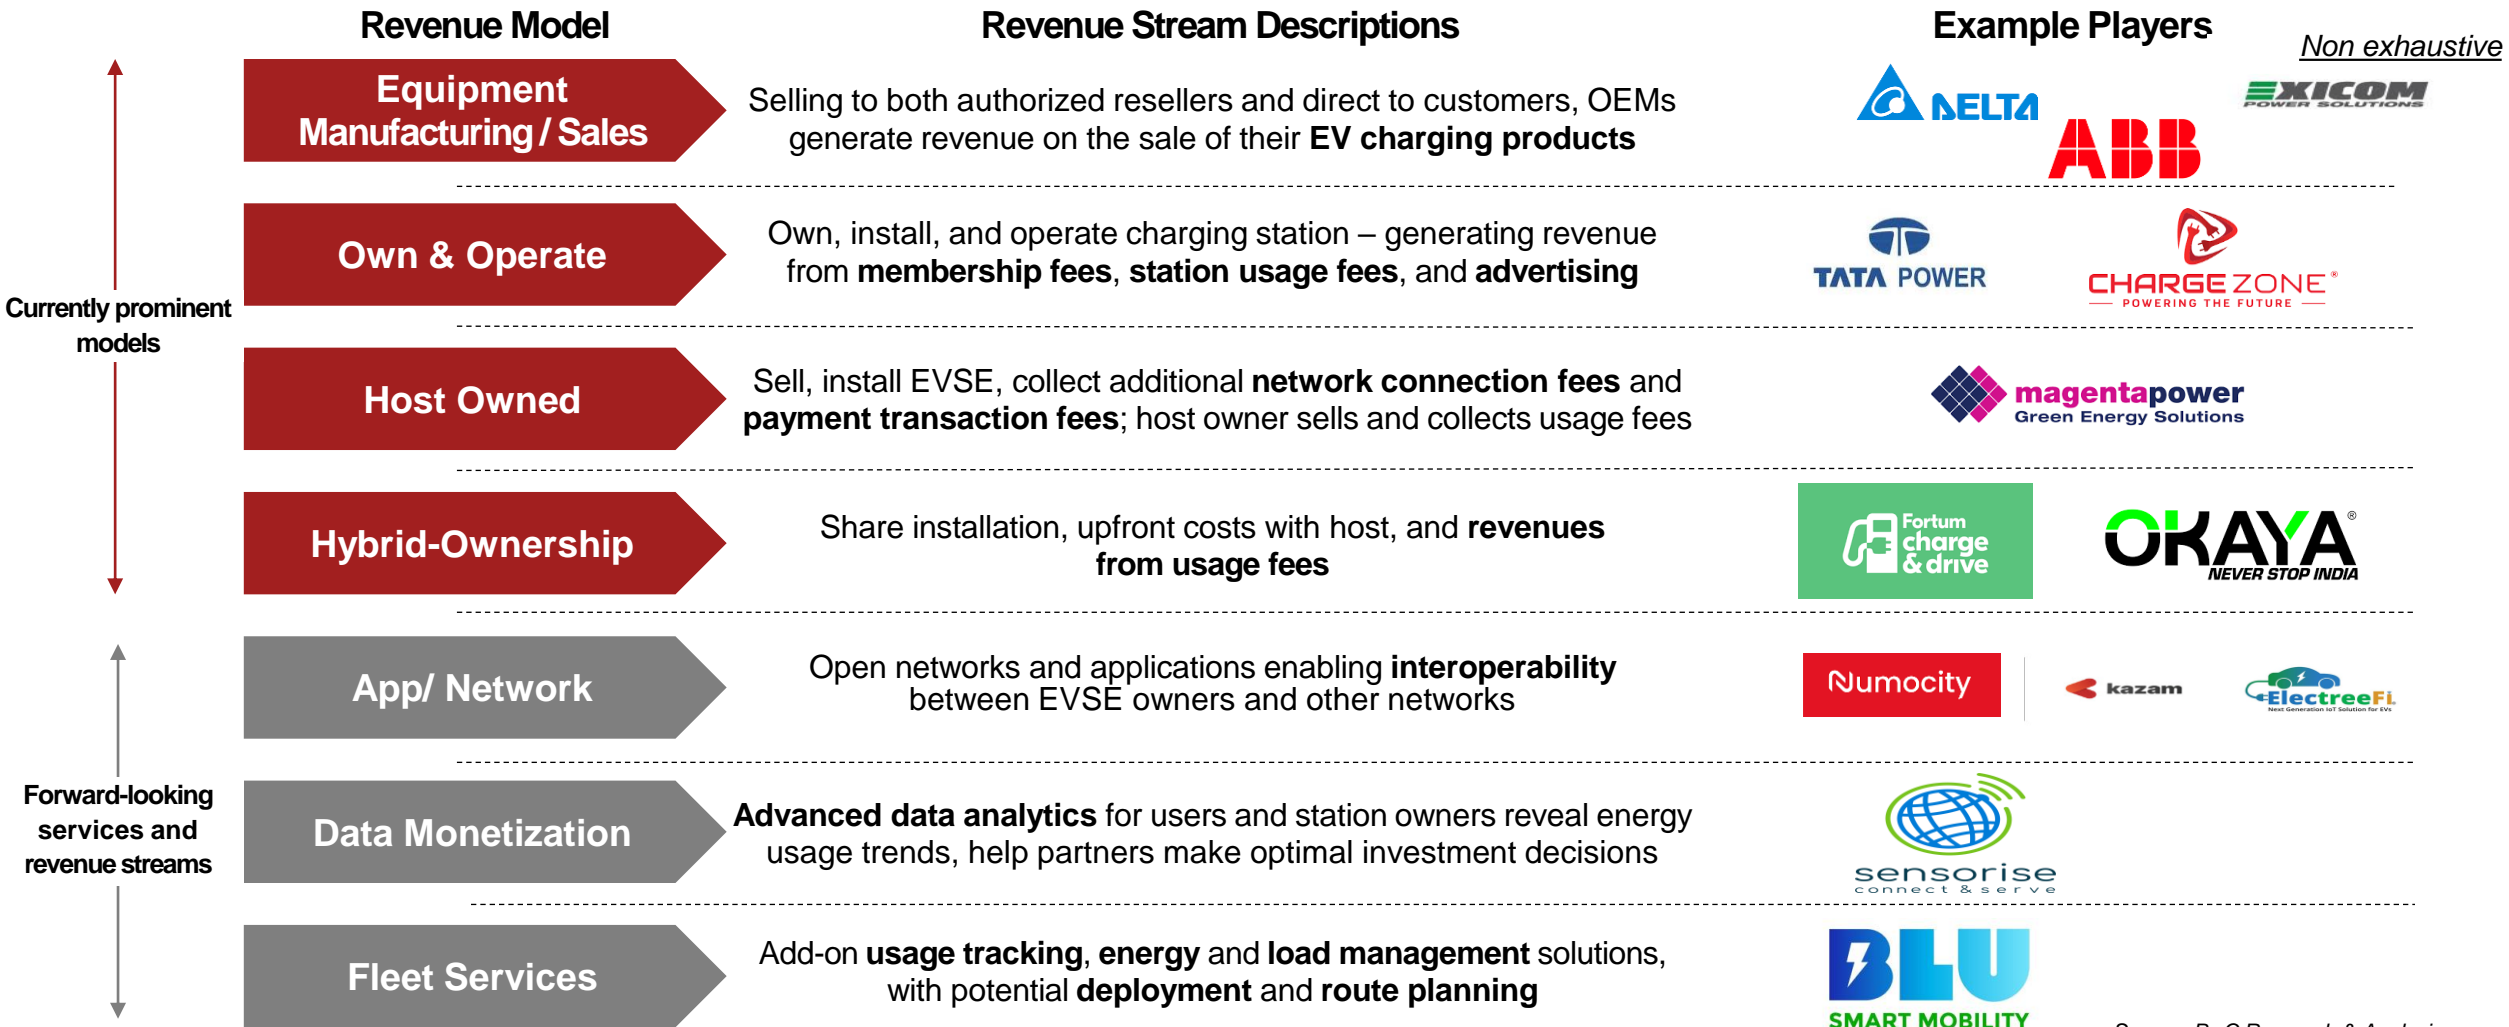 Revenue Model
Revenue Stream Descriptions
Example Players
Non exhaustive
Currently prominent
models
Equipment
Manufacturing / Sales
Selling to both authorized resellers and direct to customers, OEMs
generate revenue on the sale of their EV charging products
DELTA
EXICOM
POWER SOLUTIONS
ABB
Own & Operate
Own, install, and operate charging station – generating revenue
from membership fees, station usage fees, and advertising
TATA POWER
CHARGEZONE®
POWERING THE FUTURE
Host Owned
Sell, install EVSE, collect additional network connection fees and
payment transaction fees; host owner sells and collects usage fees
magentapower
Green Energy Solutions
Hybrid-Ownership
Share installation, upfront costs with host, and revenues
from usage fees
Fortum
charge
& drive
OKAYA®
NEVER STOP INDIA
Forward-looking
services and
revenue streams
App/ Network
Open networks and applications enabling interoperability
between EVSE owners and other networks
Numocity
kazam
ElectreeFi
Next Generation IoT Solution for EVs
Data Monetization
Advanced data analytics for users and station owners reveal energy
usage trends, help partners make optimal investment decisions
sensorise
connect & serve
Fleet Services
Add-on usage tracking, energy and load management solutions,
with potential deployment and route planning
BLU
SMART MOBILITY